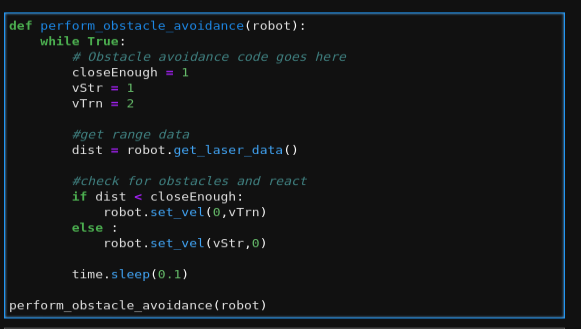 def perform_obstacle_avoidance(robot):
    while True:
        # Obstacle avoidance code goes here
        closeEnough = 1
        vStr = 1
        vTrn = 2

        #get range data
        dist = robot.get_laser_data()

        #check for obstacles and react
        if dist < closeEnough:
            robot.set_vel(0,vTrn)
        else :
            robot.set_vel(vStr,0)

        time.sleep(0.1)

perform_obstacle_avoidance(robot)